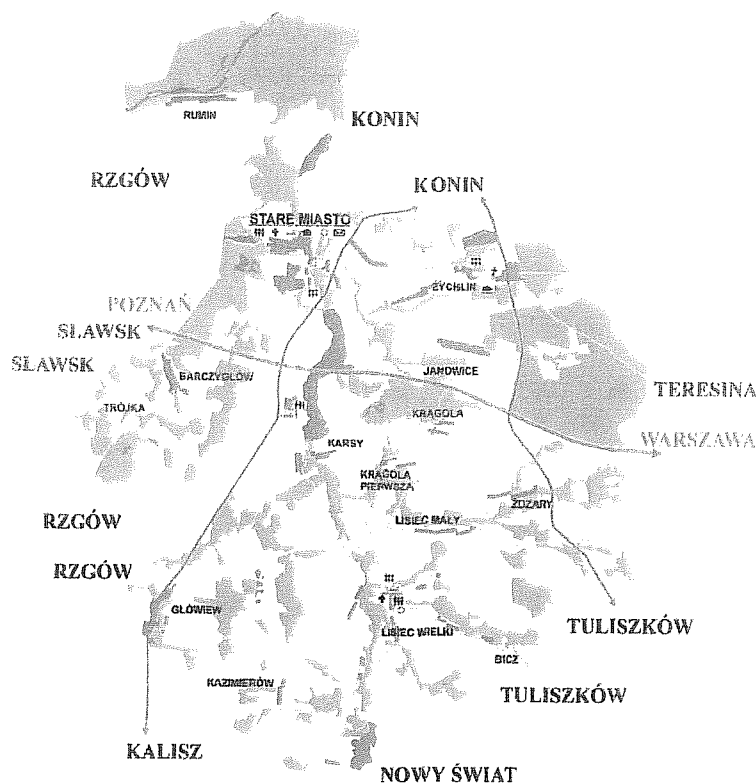 RUMIN
KONIN
RZGÓW
KONIN
STARE MIASTO
ŻYCHLIN
POZNAŃ
SŁAWSK
SŁAWSK
BARCZYGŁÓW
JANOWICE
TERESINA
TRÓJKA
KRĄGOLA
WARSZAWA
KARSY
KRĄGOLA
PIERWSZA
ŻDŻARY
RZGÓW
LISIEC MAŁY
RZGÓW
GŁÓWIEW
TULISZKÓW
LISIEC WIELKI
BICZ
KAZIMIERÓW
TULISZKÓW
KALISZ
NOWY ŚWIAT